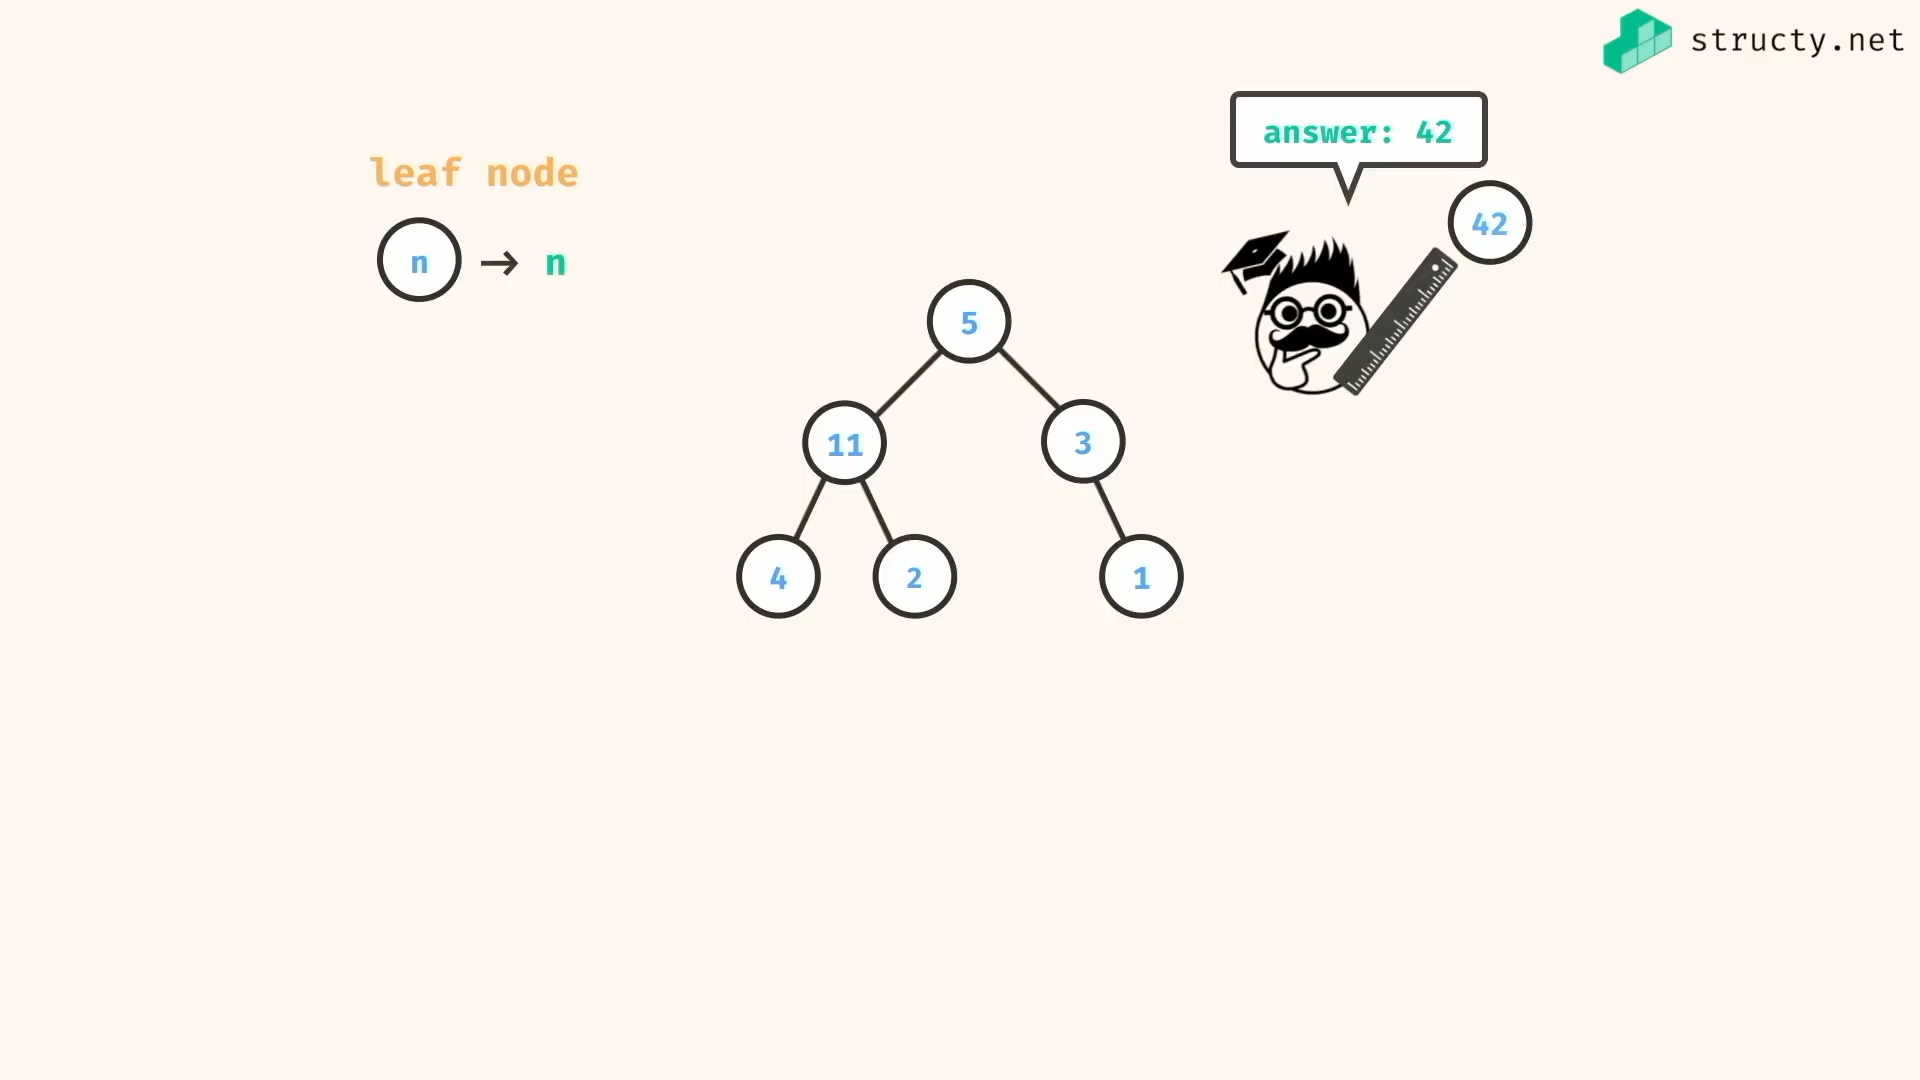 structy.net
answer: 42
leaf node
42
n → n
5
11
3
4
2
1